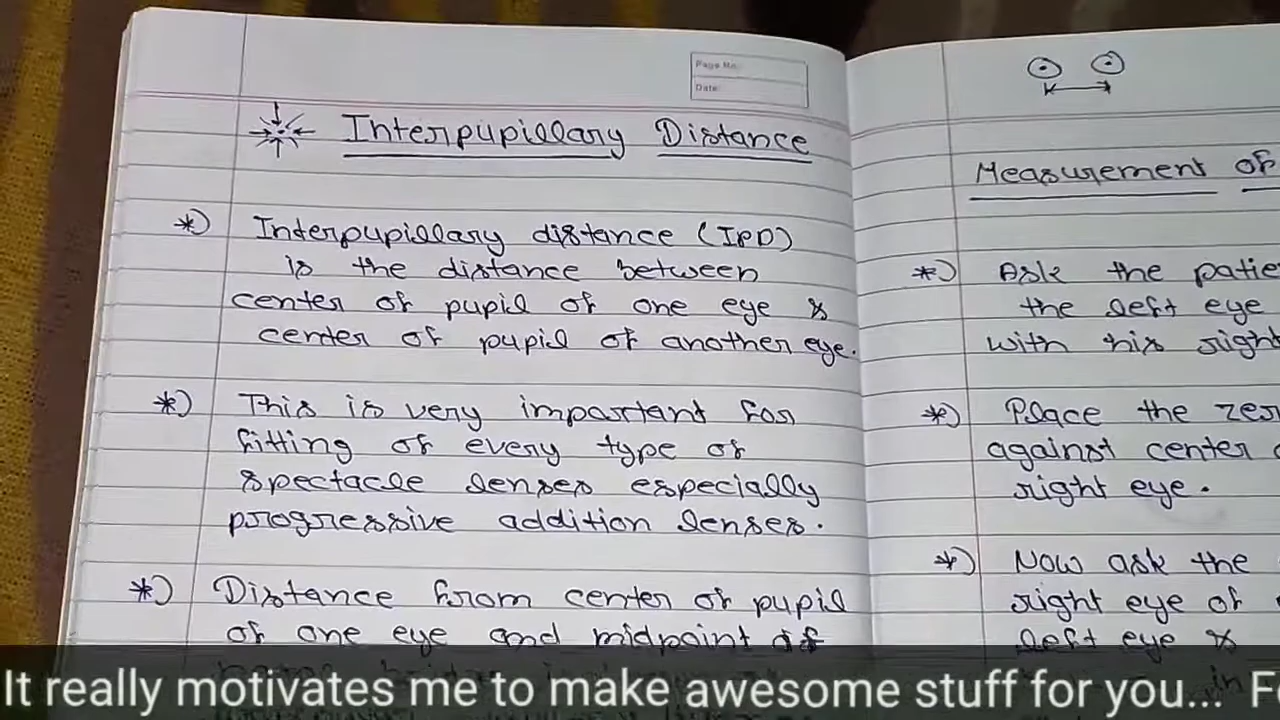 Page No.:
Date:
Interpupillary Distance
*) Interpupillary distance (IPD)
is the distance between
center of pupil of one eye &
center of pupil of another eye.
*) This is very important for
fitting of every type of
spectacle lenses especially
progressive addition lenses.
*) Distance from center of pupil
of one eye and midpoint of
Measurement of
*) Ask the
the left eye
with his right
*) Place the
against center
right eye.
*) Now ask the
right eye of
left eye &
in
It really motivates me to make awesome stuff for you...